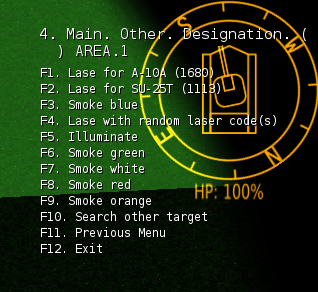 4. Main. Other. Designation. (
) AREA.1
F1. Lase for A-10A (1680)
F2. Lase for SU-25T (1113)
F3. Smoke blue
F4. Lase with random laser code(s)
F5. Illuminate
F6. Smoke green
F7. Smoke white
F8. Smoke red
F9. Smoke orange
F10. Search other target
F11. Previous Menu
F12. Exit
S
W
E
N
HP: 100%